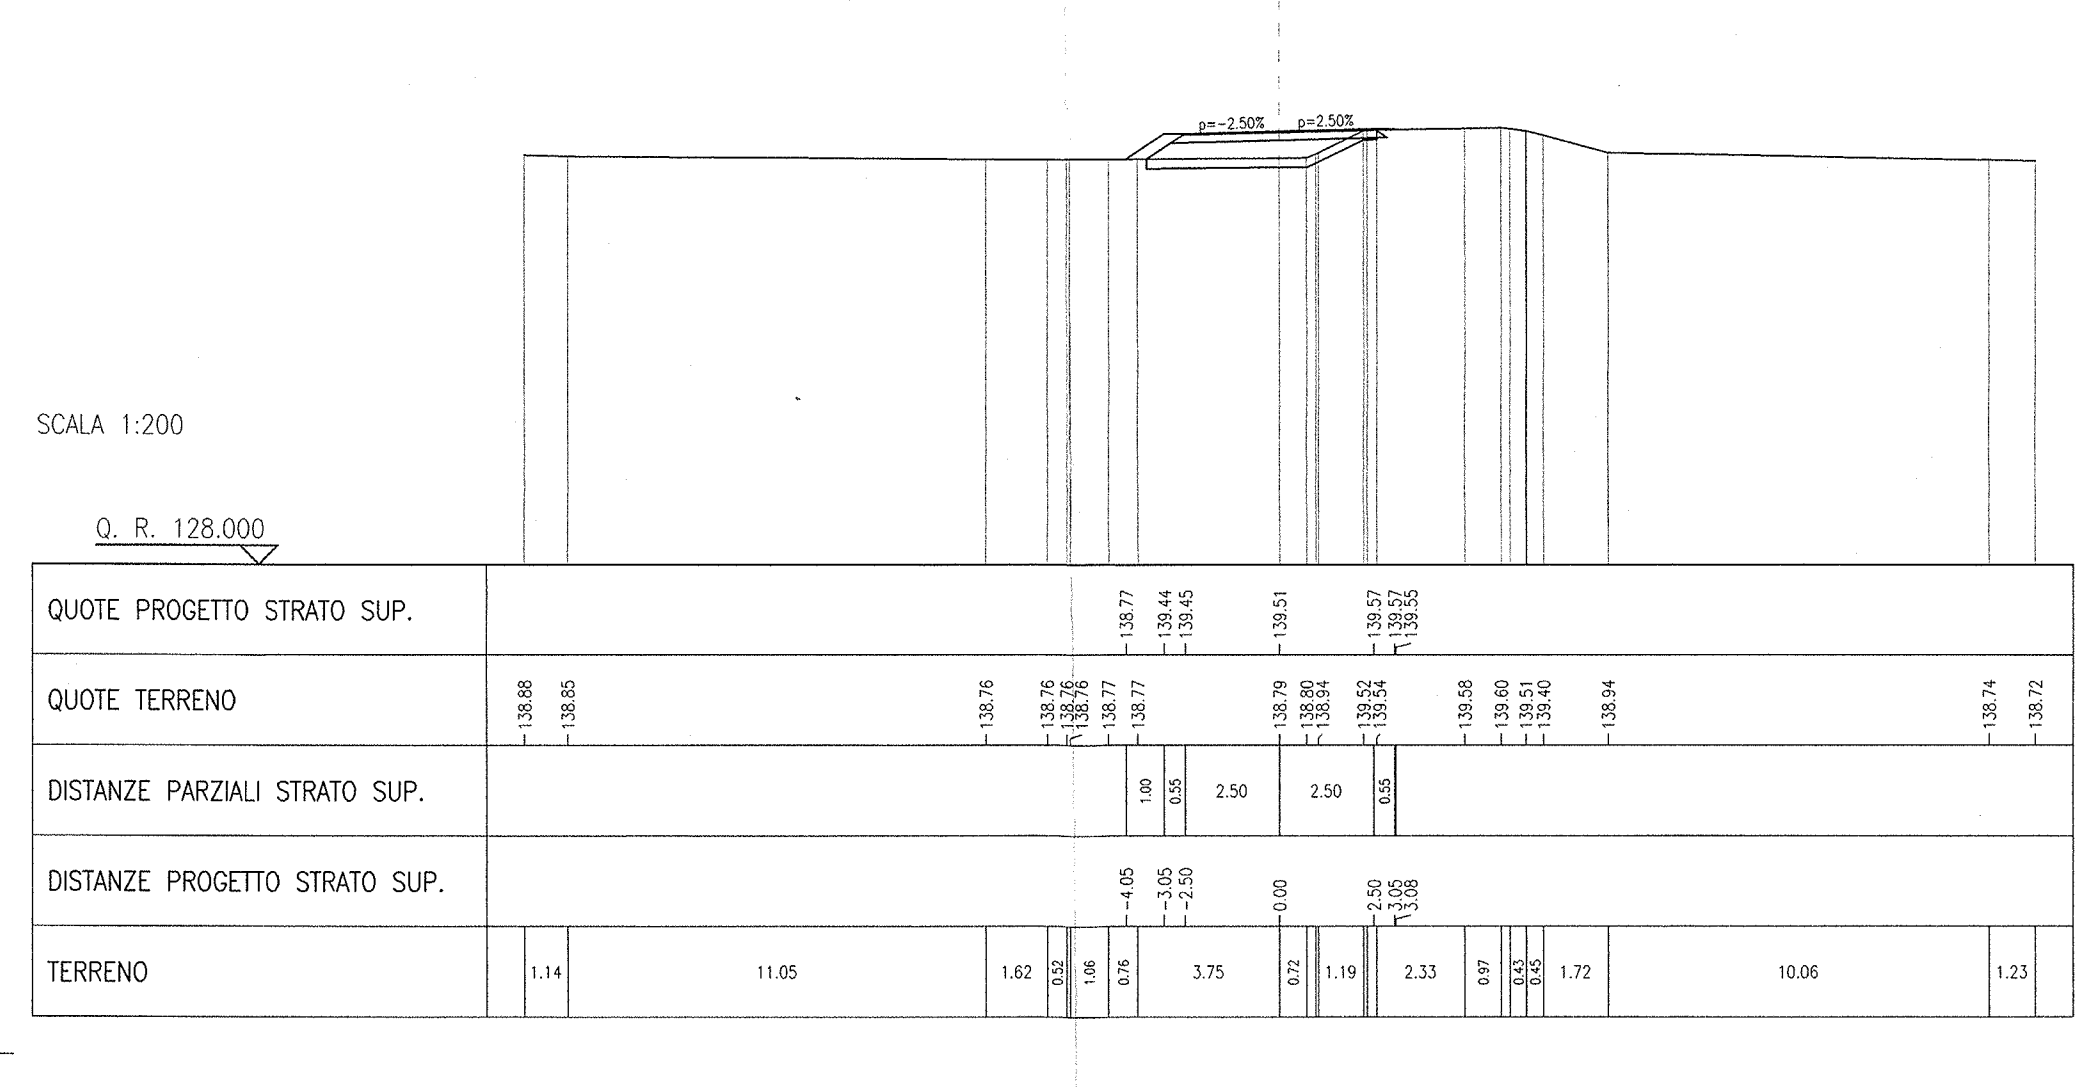 p=-2.50% p=2.50%
SCALA 1:200
Q. R. 128.000
QUOTE PROGETTO STRATO SUP. 138.77 139.44 139.45 139.51 139.57 139.57 139.55
QUOTE TERRENO 138.88 138.85 138.76 138.76 138.76 138.76 138.77 138.77 138.79 138.80 138.94 139.52 139.54 139.58 139.60 139.51 139.40 138.94 138.74 138.72
DISTANZE PARZIALI STRATO SUP. 1.00 0.55 2.50 2.50 0.55
DISTANZE PROGETTO STRATO SUP. -4.05 -3.05 -2.50 0.00 2.50 3.05 3.08
TERRENO 1.14 11.05 1.62 0.52 1.06 0.76 3.75 0.72 1.19 2.33 0.97 0.43 0.45 1.72 10.06 1.23